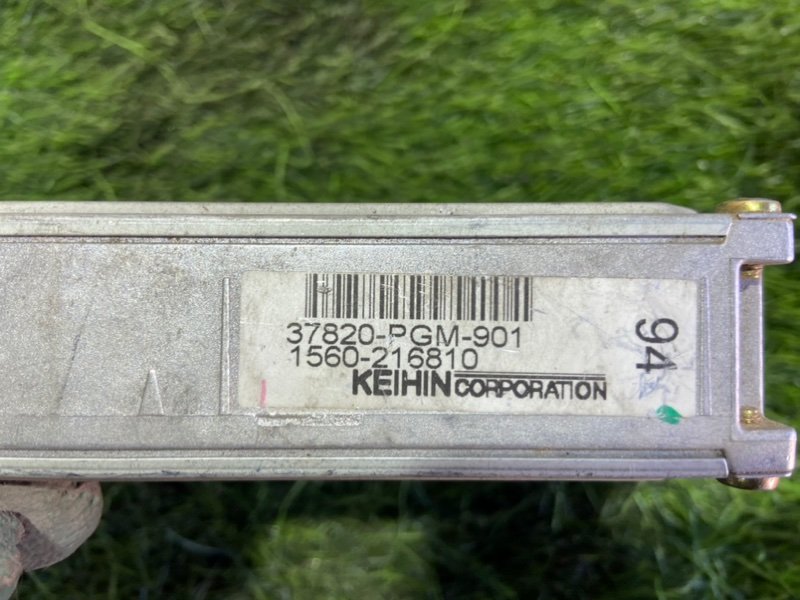 37820-PGM-901
1560-216810
KEIHIN CORPORATION
94